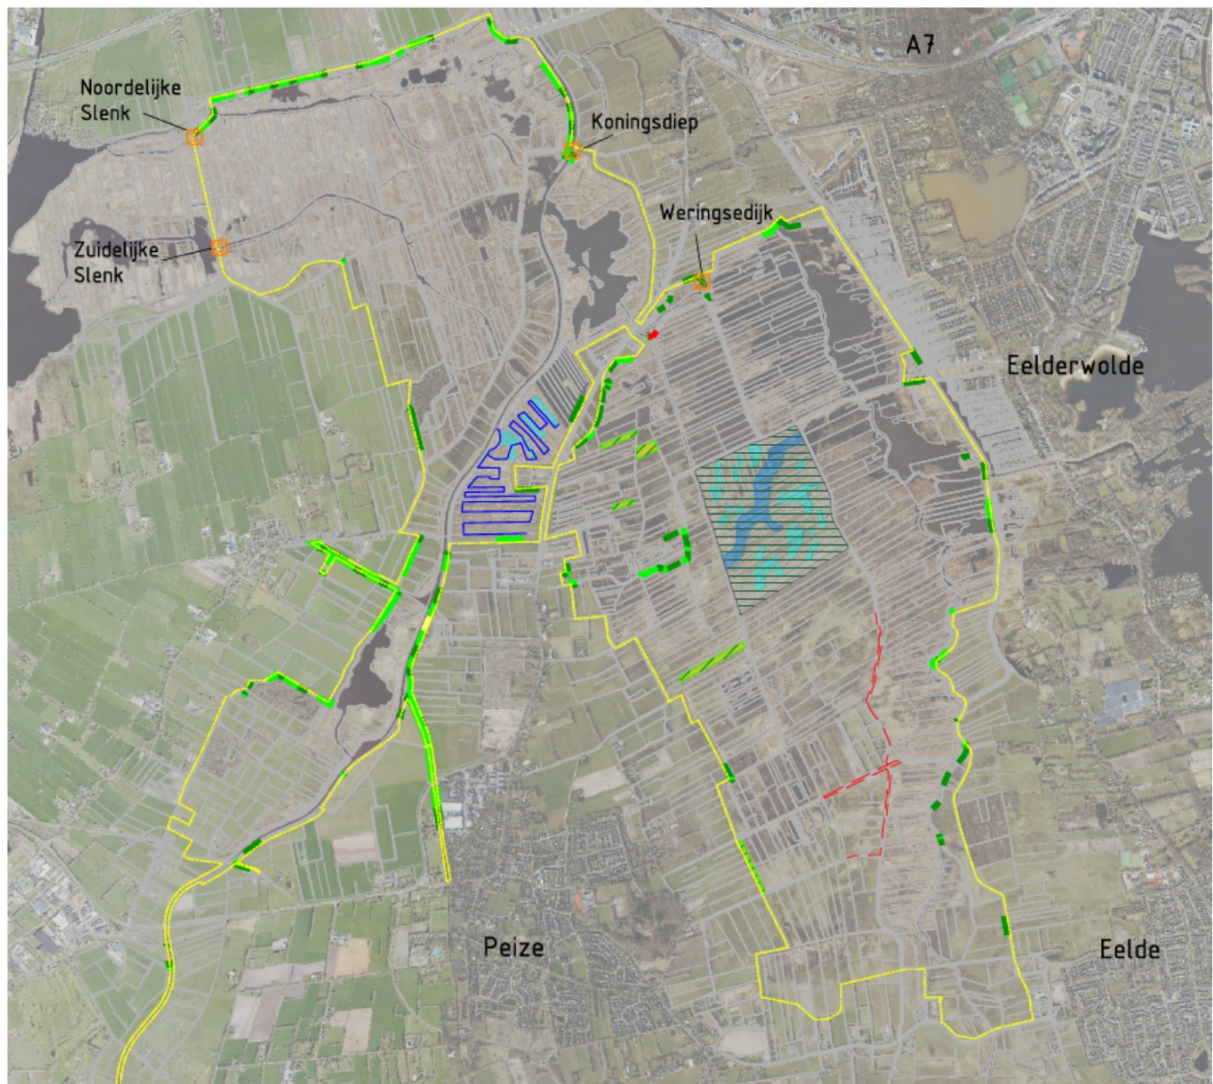 A7
Noordelijke
Slenk
Koningsdiep
Weringsedijk
Zuidelijke
Slenk
Eelderwolde
Peize
Eelde